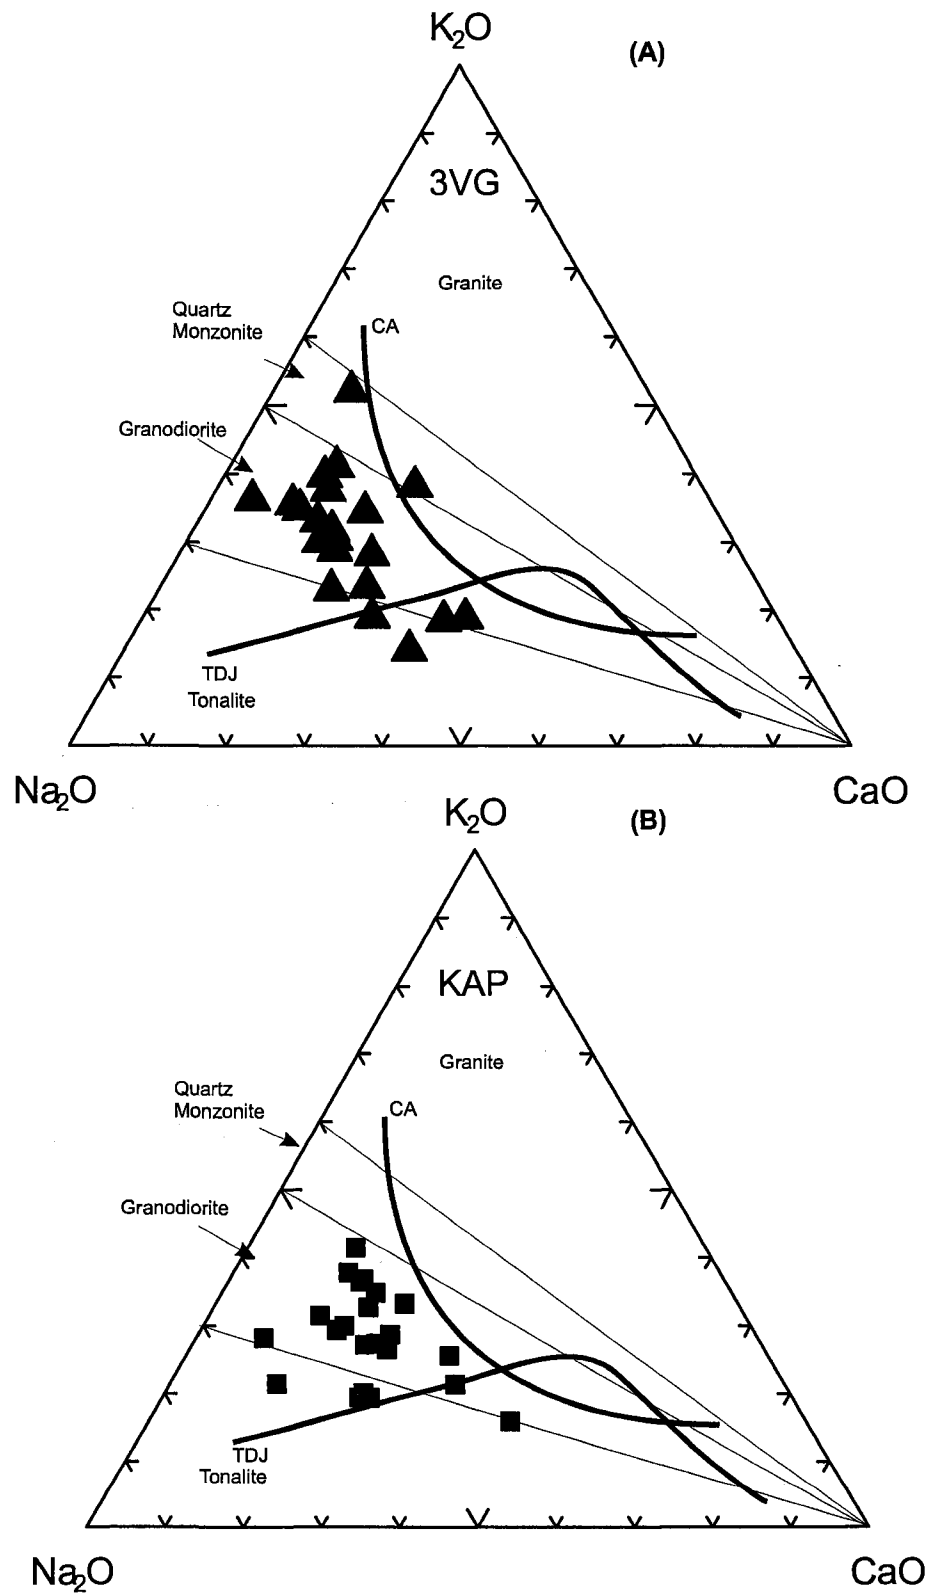 K₂O
(A)
3VG
Granite
Quartz
Monzonite
CA
Granodiorite
TDJ
Tonalite
Na₂O
CaO
K₂O
(B)
KAP
Granite
Quartz
Monzonite
CA
Granodiorite
TDJ
Tonalite
Na₂O
CaO